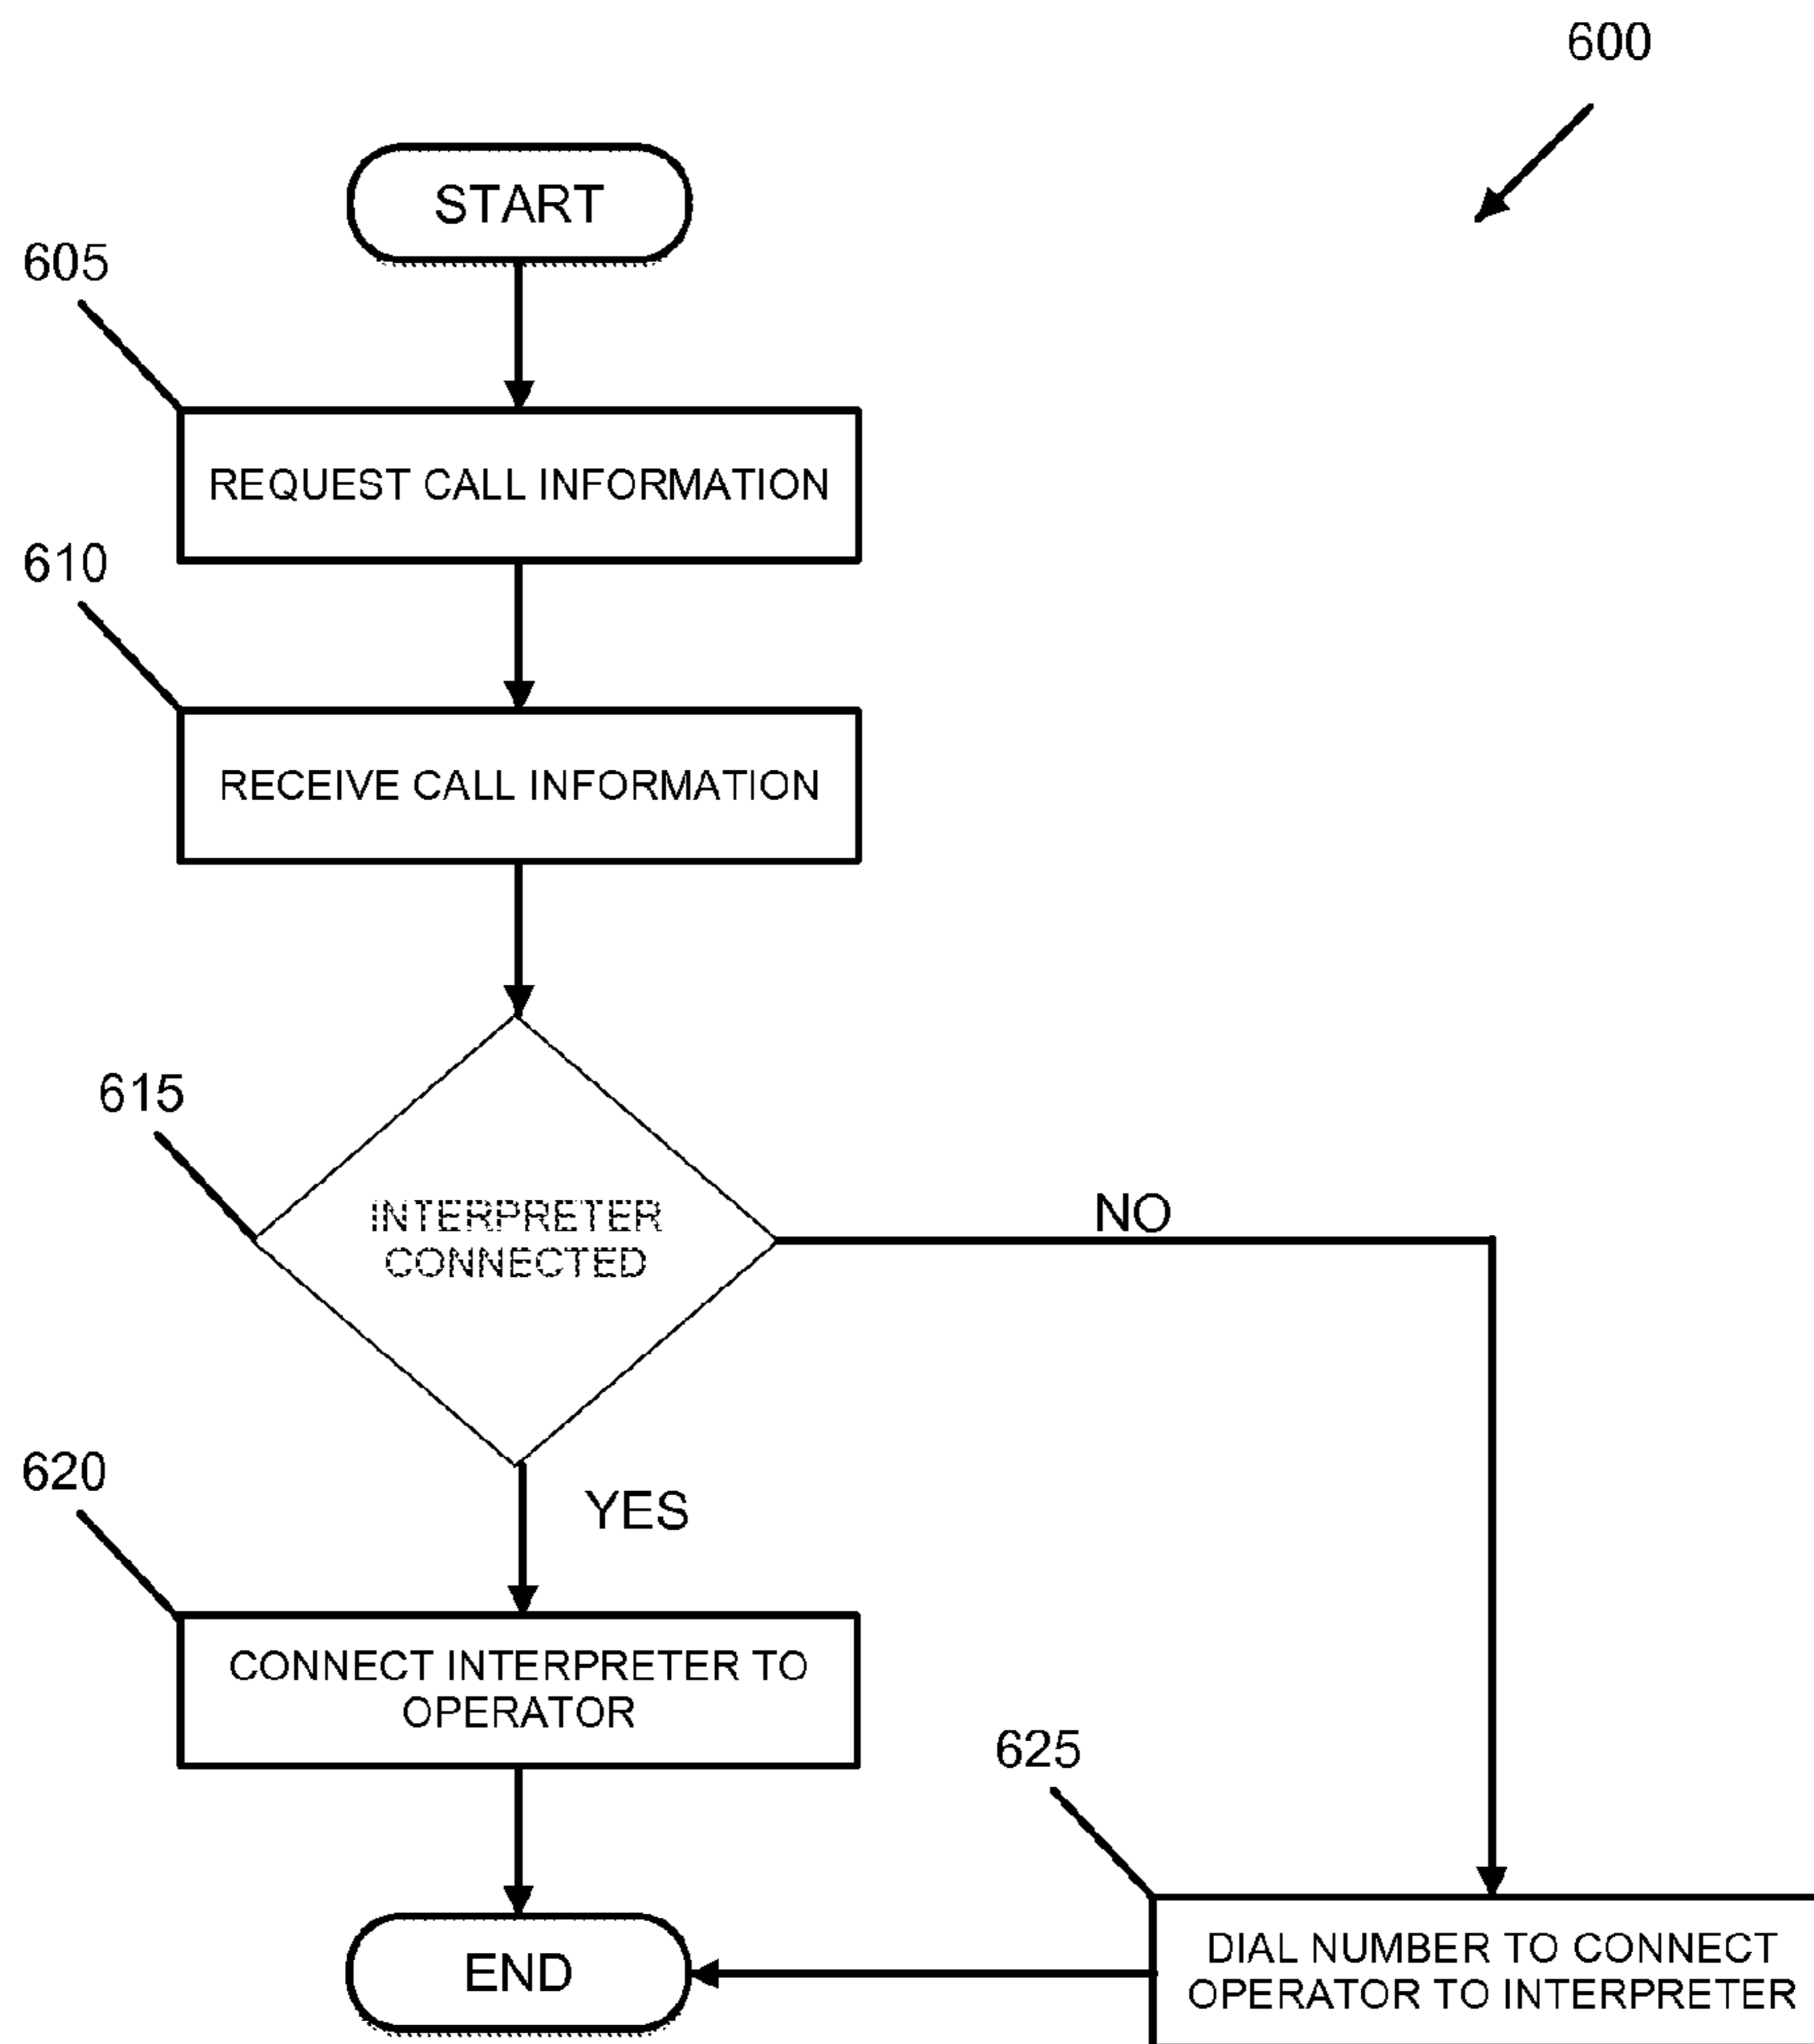 600
START
605
REQUEST CALL INFORMATION
610
RECEIVE CALL INFORMATION
615
INTERPRETER
CONNECTED
NO
YES
620
CONNECT INTERPRETER TO
OPERATOR
625
DIAL NUMBER TO CONNECT
OPERATOR TO INTERPRETER
END